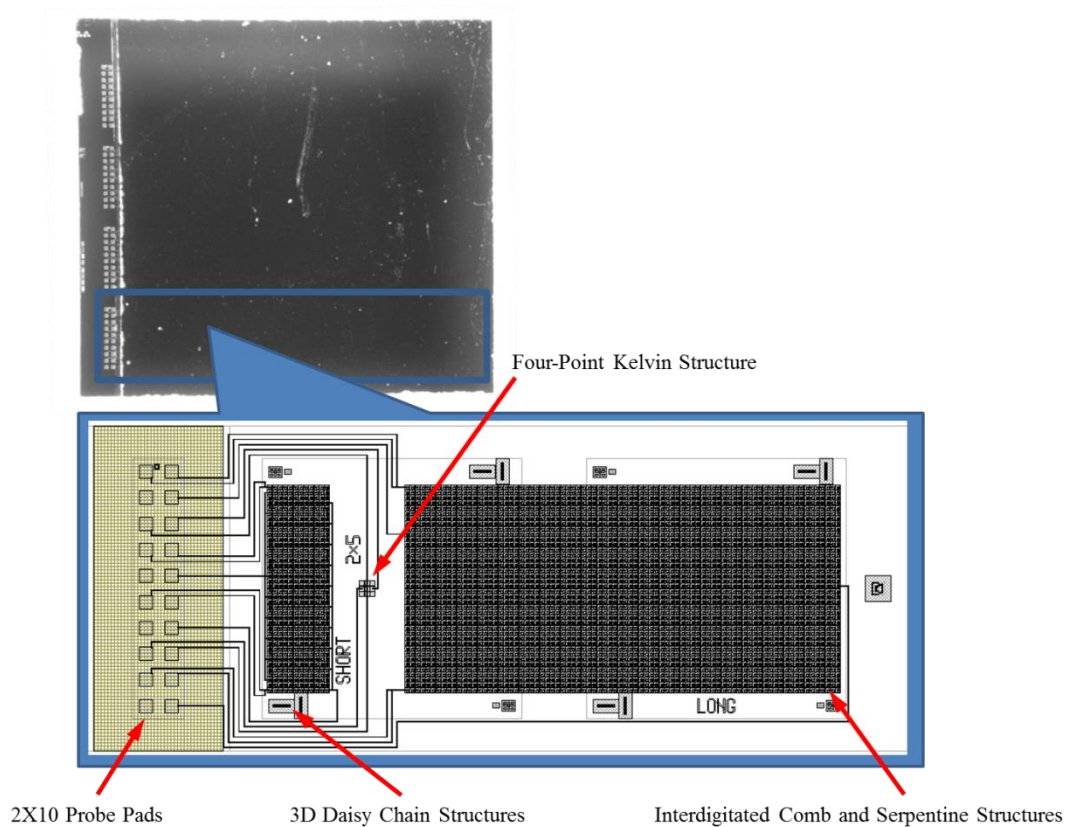 Four-Point Kelvin Structure
2×5
SHORT
LONG
2X10 Probe Pads
3D Daisy Chain Structures
Interdigitated Comb and Serpentine Structures